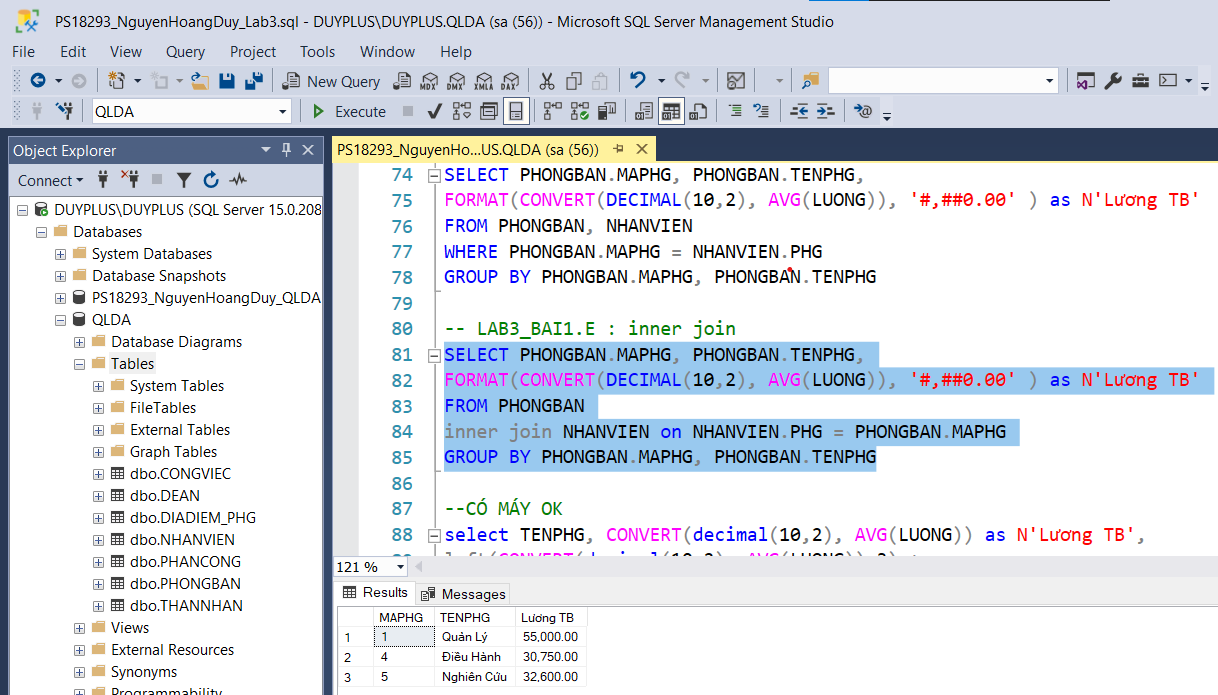 PS18293_NguyenHoangDuy_Lab3.sql - DUYPLUS\DUYPLUS.QLDA (sa (56)) - Microsoft SQL Server Management Studio
File Edit View Query Project Tools Window Help
New Query MDX DMX XMLA DAX
QLDA Execute
Object Explorer
Connect
DUYPLUS\DUYPLUS (SQL Server 15.0.208
Databases
System Databases
Database Snapshots
PS18293_NguyenHoangDuy_QLDA
QLDA
Database Diagrams
Tables
System Tables
FileTables
External Tables
Graph Tables
dbo.CONGVIEC
dbo.DEAN
dbo.DIADIEM_PHG
dbo.NHANVIEN
dbo.PHANCONG
dbo.PHONGBAN
dbo.THANNHAN
Views
External Resources
Synonyms
Programmability
PS18293_NguyenHo...US.QLDA (sa (56))
74 SELECT PHONGBAN.MAPHG, PHONGBAN.TENPHG,
75 FORMAT(CONVERT(DECIMAL(10,2), AVG(LUONG)), '#,##0.00' ) as N'Lương TB'
76 FROM PHONGBAN, NHANVIEN
77 WHERE PHONGBAN.MAPHG = NHANVIEN.PHG
78 GROUP BY PHONGBAN.MAPHG, PHONGBAN.TENPHG
79
80 -- LAB3_BAI1.E : inner join
81 SELECT PHONGBAN.MAPHG, PHONGBAN.TENPHG,
82 FORMAT(CONVERT(DECIMAL(10,2), AVG(LUONG)), '#,##0.00' ) as N'Lương TB'
83 FROM PHONGBAN
84 inner join NHANVIEN on NHANVIEN.PHG = PHONGBAN.MAPHG
85 GROUP BY PHONGBAN.MAPHG, PHONGBAN.TENPHG
86
87 --CÓ MÁY OK
88 select TENPHG, CONVERT(decimal(10,2), AVG(LUONG)) as N'Lương TB',
121 %
Results Messages
MAPHG TENPHG Lương TB
1 1 Quản Lý 55,000.00
2 4 Điều Hành 30,750.00
3 5 Nghiên Cứu 32,600.00